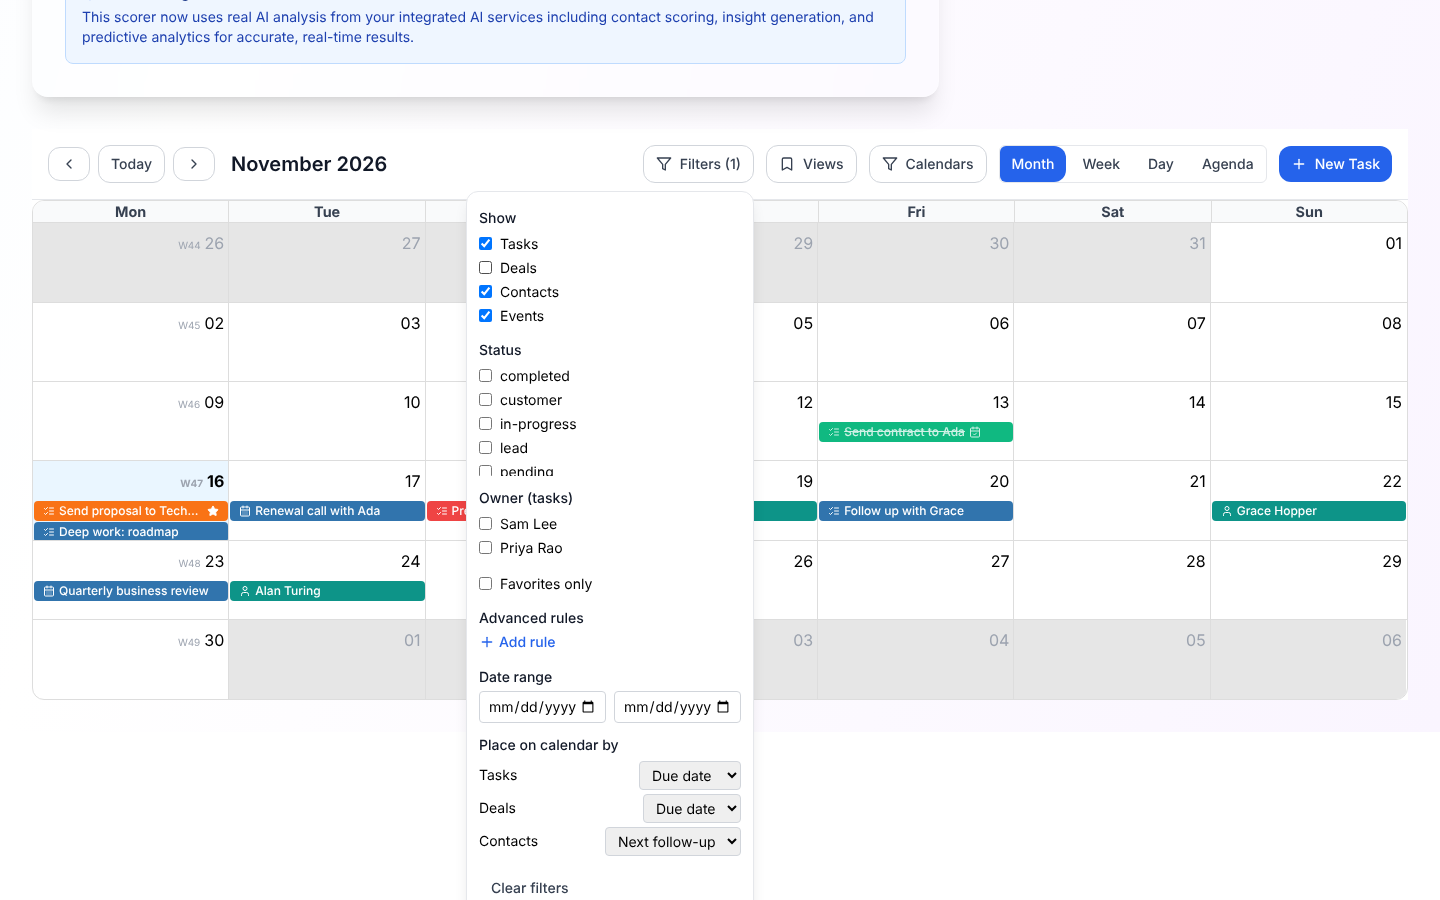 This scorer now uses real AI analysis from your integrated AI services including contact scoring, insight generation, and
predictive analytics for accurate, real-time results.
Today
November 2026
Filters (1)
Views
Calendars
Month
Week
Day
Agenda
New Task
Mon
Tue
Fri
Sat
Sun
W44 26
27
29
30
31
01
W45 02
03
05
06
07
08
W46 09
10
12
13
14
15
Send contract to Ada
W47 16
17
19
20
21
22
Send proposal to Tech...
Renewal call with Ada
Follow up with Grace
Grace Hopper
Deep work: roadmap
W48 23
24
26
27
28
29
Quarterly business review
Alan Turing
W49 30
01
03
04
05
06
Show
Tasks
Deals
Contacts
Events
Status
completed
customer
in-progress
lead
pending
Owner (tasks)
Sam Lee
Priya Rao
Favorites only
Advanced rules
Add rule
Date range
mm/dd/yyyy
mm/dd/yyyy
Place on calendar by
Tasks
Due date
Deals
Due date
Contacts
Next follow-up
Clear filters